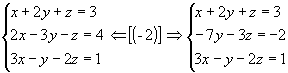 x + 2y + z = 3 x + 2y + z = 3
2x - 3y - z = 4 ⇐ [(-2)] ⇒ -7y - 3z = -2
3x - y - 2z = 1 3x - y - 2z = 1